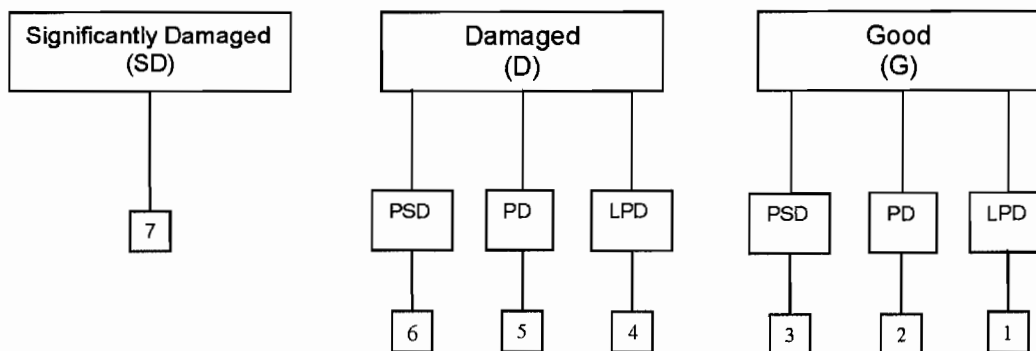 Significantly Damaged
(SD)
Damaged
(D)
Good
(G)
PSD
PD
LPD
PSD
PD
LPD
7
6
5
4
3
2
1